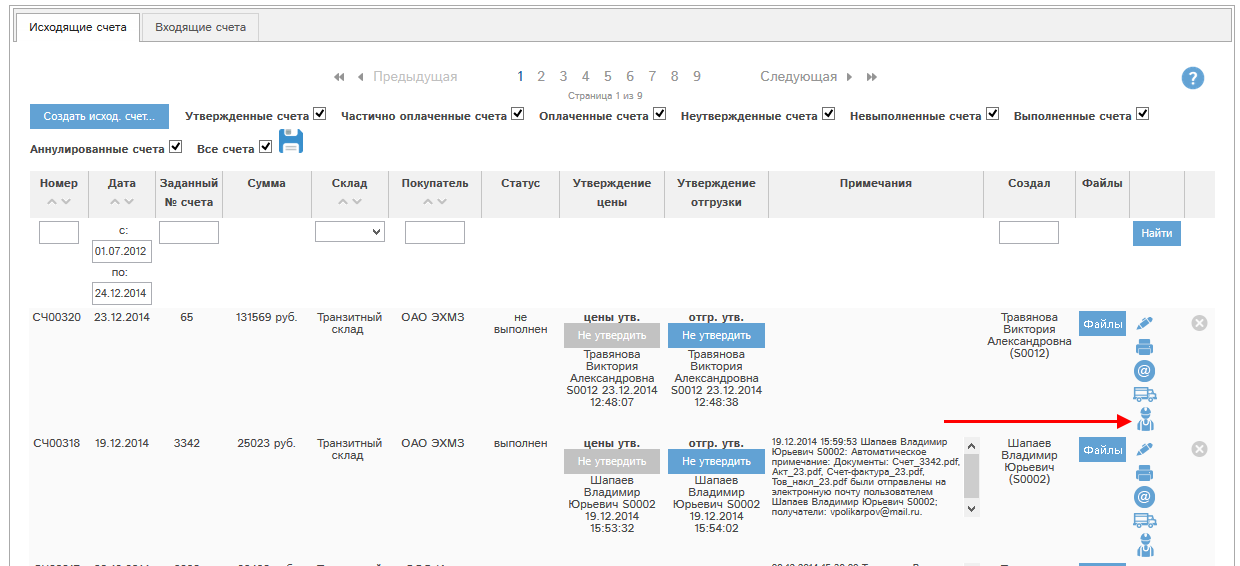 Исходящие счета Входящие счета
Предыдущая 1 2 3 4 5 6 7 8 9 Следующая
?
Страница 1 из 9
Создать исход. счет... Утвержденные счета Частично оплаченные счета Оплаченные счета Неутвержденные счета Невыполненные счета Выполненные счета
Аннулированные счета Все счета
Номер Дата Заданный № счета Сумма Склад Покупатель Статус Утверждение цены Утверждение отгрузки Примечания Создал Файлы
с:
01.07.2012
по:
24.12.2014
Найти
СЧ00320 23.12.2014 65 131569 руб. Транзитный склад ОАО ЭХМЗ не выполнен
цены утв.
Не утвердить
Травянова
Виктория
Александровна
S0012 23.12.2014
12:48:07
отгр. утв.
Не утвердить
Травянова
Виктория
Александровна
S0012 23.12.2014
12:48:38
Травянова
Виктория
Александровна
(S0012)
Файлы
@
СЧ00318 19.12.2014 3342 25023 руб. Транзитный склад ОАО ЭХМЗ выполнен
цены утв.
Не утвердить
Шапаев
Владимир
Юрьевич S0002
19.12.2014
15:53:32
отгр. утв.
Не утвердить
Шапаев
Владимир
Юрьевич S0002
19.12.2014
15:54:02
19.12.2014 15:59:53 Шапаев Владимир
Юрьевич S0002: Автоматическое
примечание: Документы: Счет_3342.pdf,
Акт_23.pdf, Счет-фактура_23.pdf,
Тов_накл_23.pdf были отправлены на
электронную почту пользователем
Шапаев Владимир Юрьевич S0002;
получатели: vpolikarpov@mail.ru.
Шапаев
Владимир
Юрьевич
(S0002)
Файлы
@